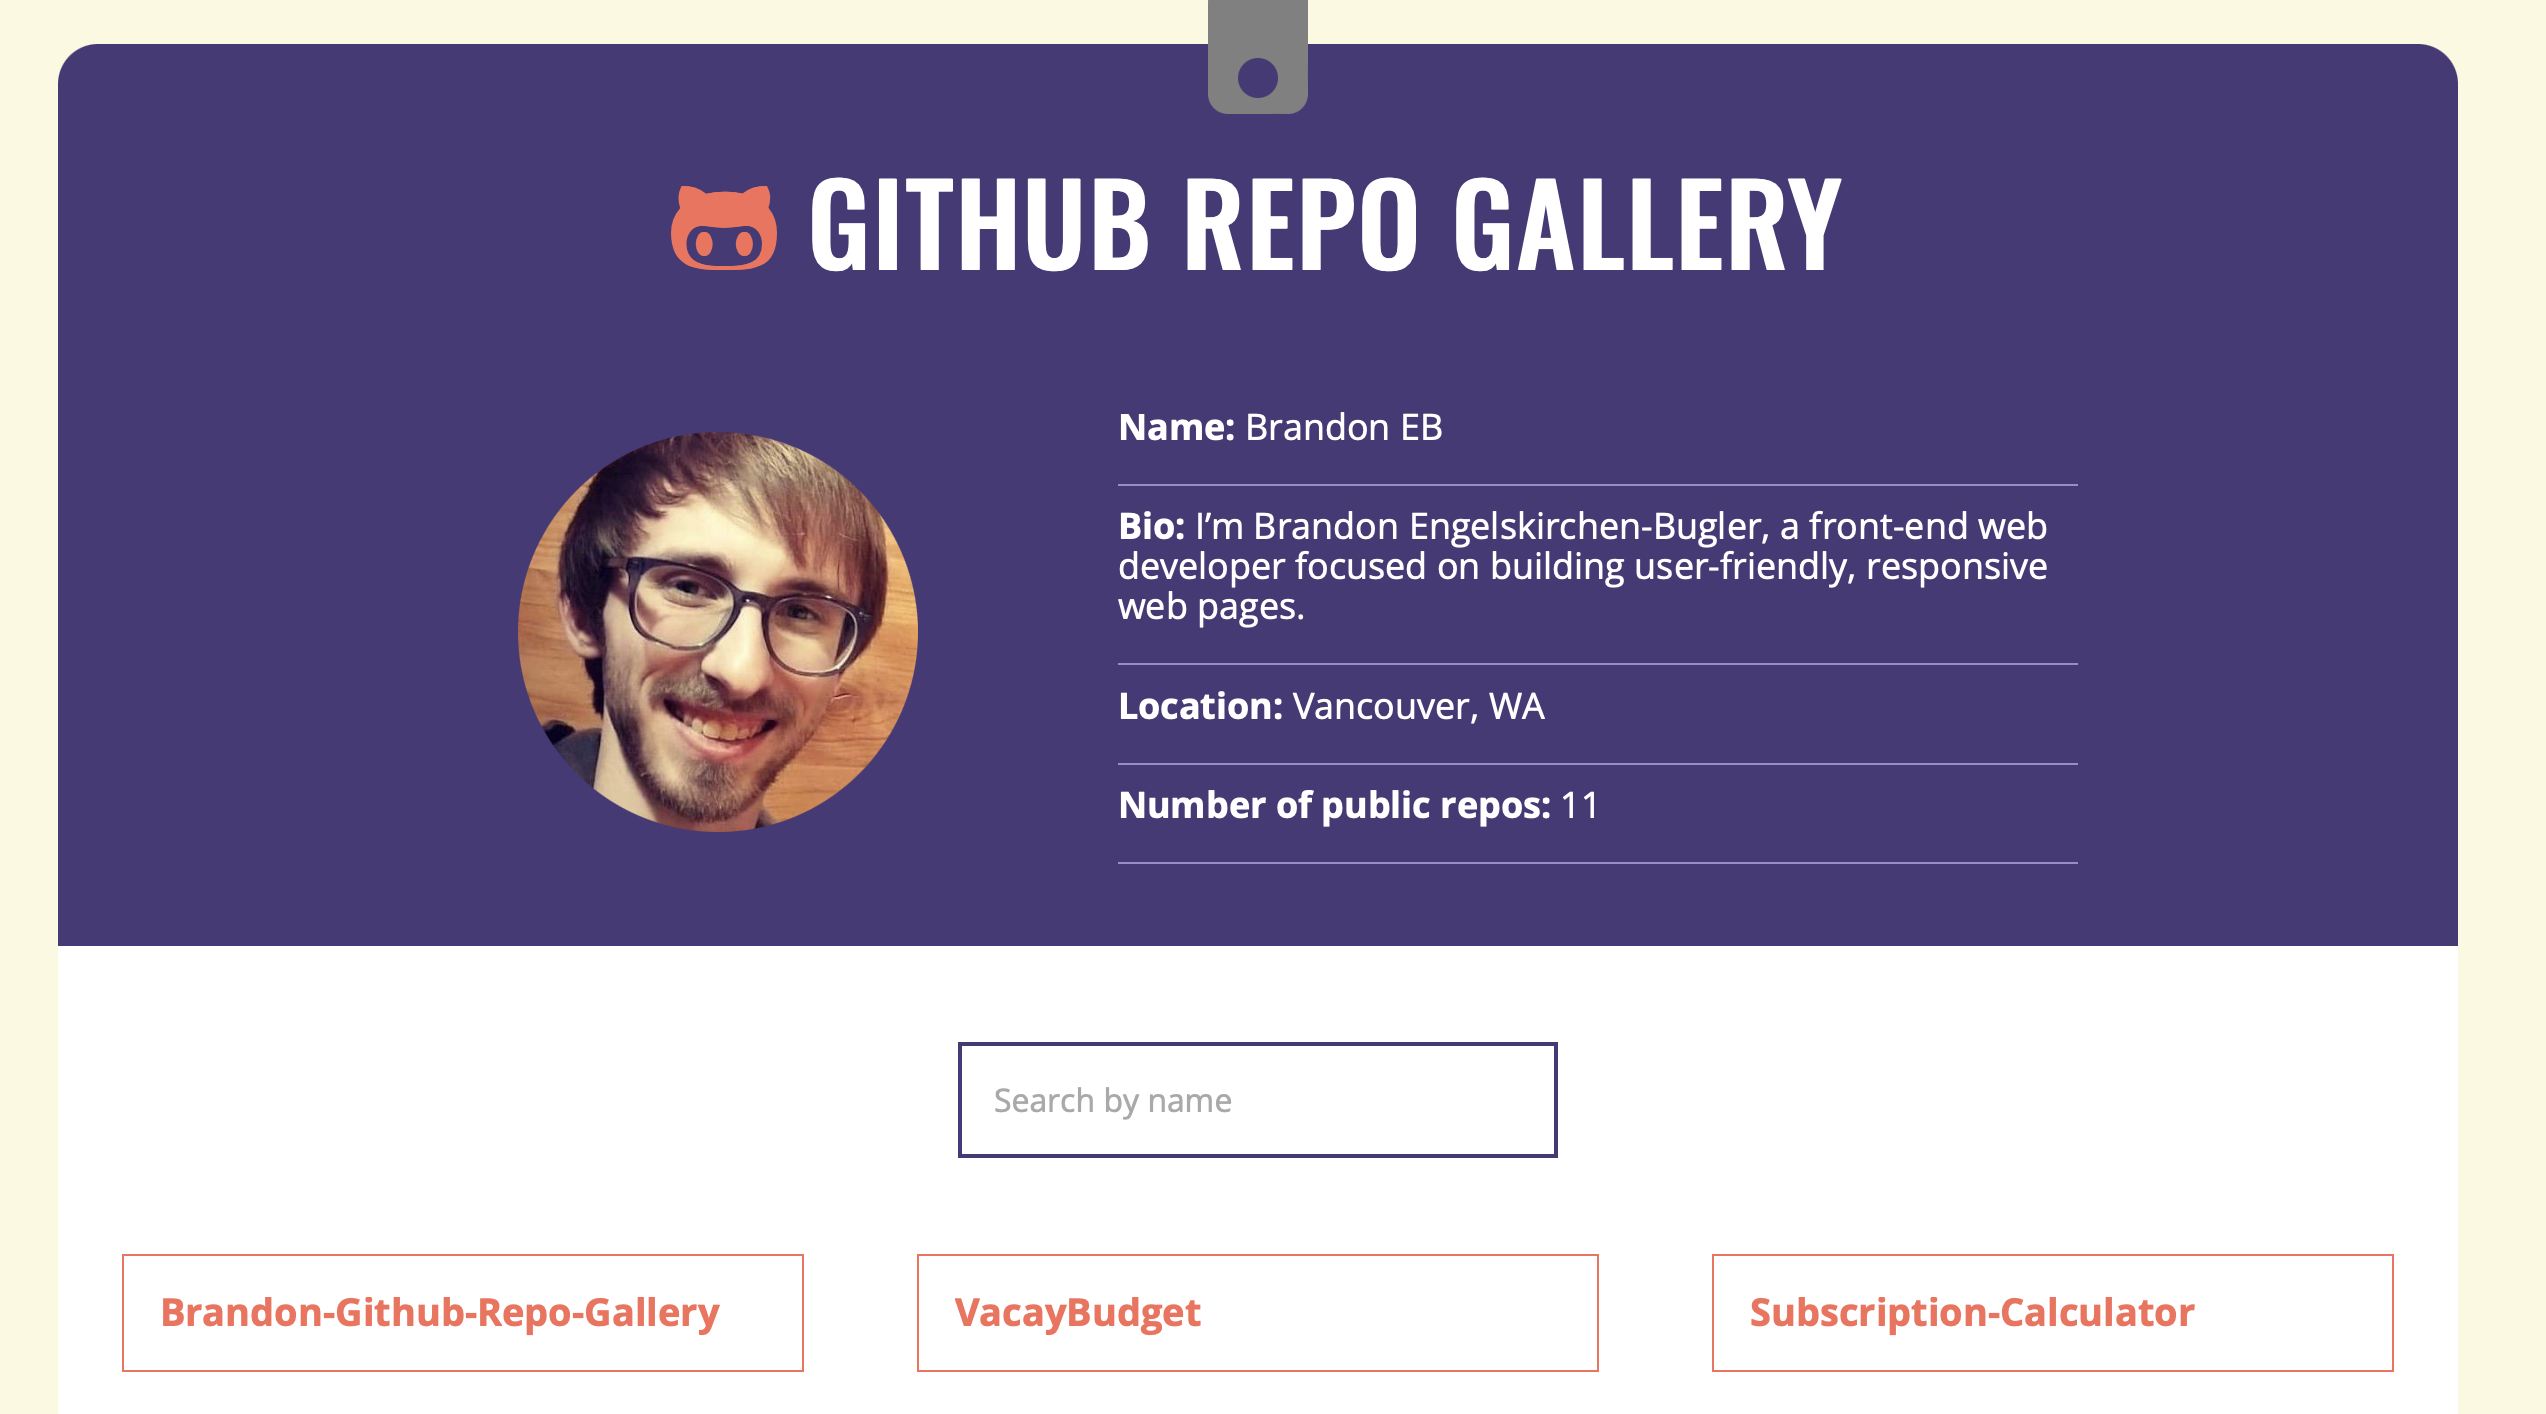 GITHUB REPO GALLERY
Name: Brandon EB
Bio: I’m Brandon Engelskirchen-Bugler, a front-end web
developer focused on building user-friendly, responsive
web pages.
Location: Vancouver, WA
Number of public repos: 11
Search by name
Brandon-Github-Repo-Gallery
VacayBudget
Subscription-Calculator